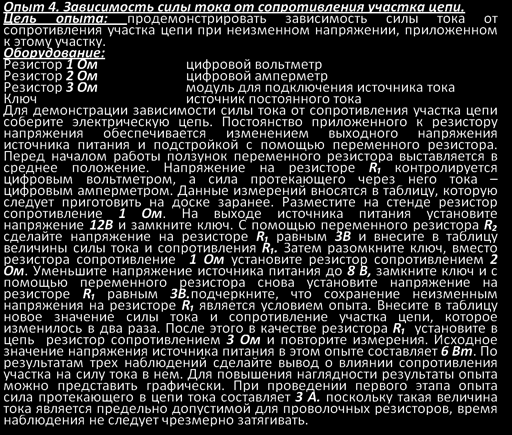 Опыт 4. Зависимость силы тока от сопротивления участка цепи.
Цель опыта: продемонстрировать зависимость силы тока от
сопротивления участка цепи при неизменном напряжении, приложенном
к этому участку.
Оборудование:
Резистор 1 Ом цифровой вольтметр
Резистор 2 Ом цифровой амперметр
Резистор 3 Ом модуль для подключения источника тока
Ключ источник постоянного тока
Для демонстрации зависимости силы тока от сопротивления участка цепи
соберите электрическую цепь. Постоянство приложенного к резистору
напряжения обеспечивается изменением выходного напряжения
источника питания и подстройкой с помощью переменного резистора.
Перед началом работы ползунок переменного резистора выставляется в
среднее положение. Напряжение на резисторе R₁ контролируется
цифровым вольтметром, а сила протекающего через него тока –
цифровым амперметром. Данные измерений вносятся в таблицу, которую
следует приготовить на доске заранее. Разместите на стенде резистор
сопротивление 1 Ом. На выходе источника питания установите
напряжение 12В и замкните ключ. С помощью переменного резистора R₂
сделайте напряжение на резисторе R₁ равным 3В и внесите в таблицу
величины силы тока и сопротивления R₁. Затем разомкните ключ, вместо
резистора сопротивление 1 Ом установите резистор сопротивлением 2
Ом. Уменьшите напряжение источника питания до 8 В, замкните ключ и с
помощью переменного резистора снова установите напряжение на
резисторе R₁ равным 3В.подчеркните, что сохранение неизменным
напряжения на резисторе R₁ является условием опыта. Внесите в таблицу
новое значение силы тока и сопротивление участка цепи, которое
изменилось в два раза. После этого в качестве резистора R₁ установите в
цепь резистор сопротивлением 3 Ом и повторите измерения. Исходное
значение напряжения источника питания в этом опыте составляет 6 Вт. По
результатам трех наблюдений сделайте вывод о влиянии сопротивления
участка на силу тока в нем. Для повышения наглядности результаты опыта
можно представить графически. При проведении первого этапа опыта
сила протекающего в цепи тока составляет 3 А. поскольку такая величина
тока является предельно допустимой для проволочных резисторов, время
наблюдения не следует чрезмерно затягивать.